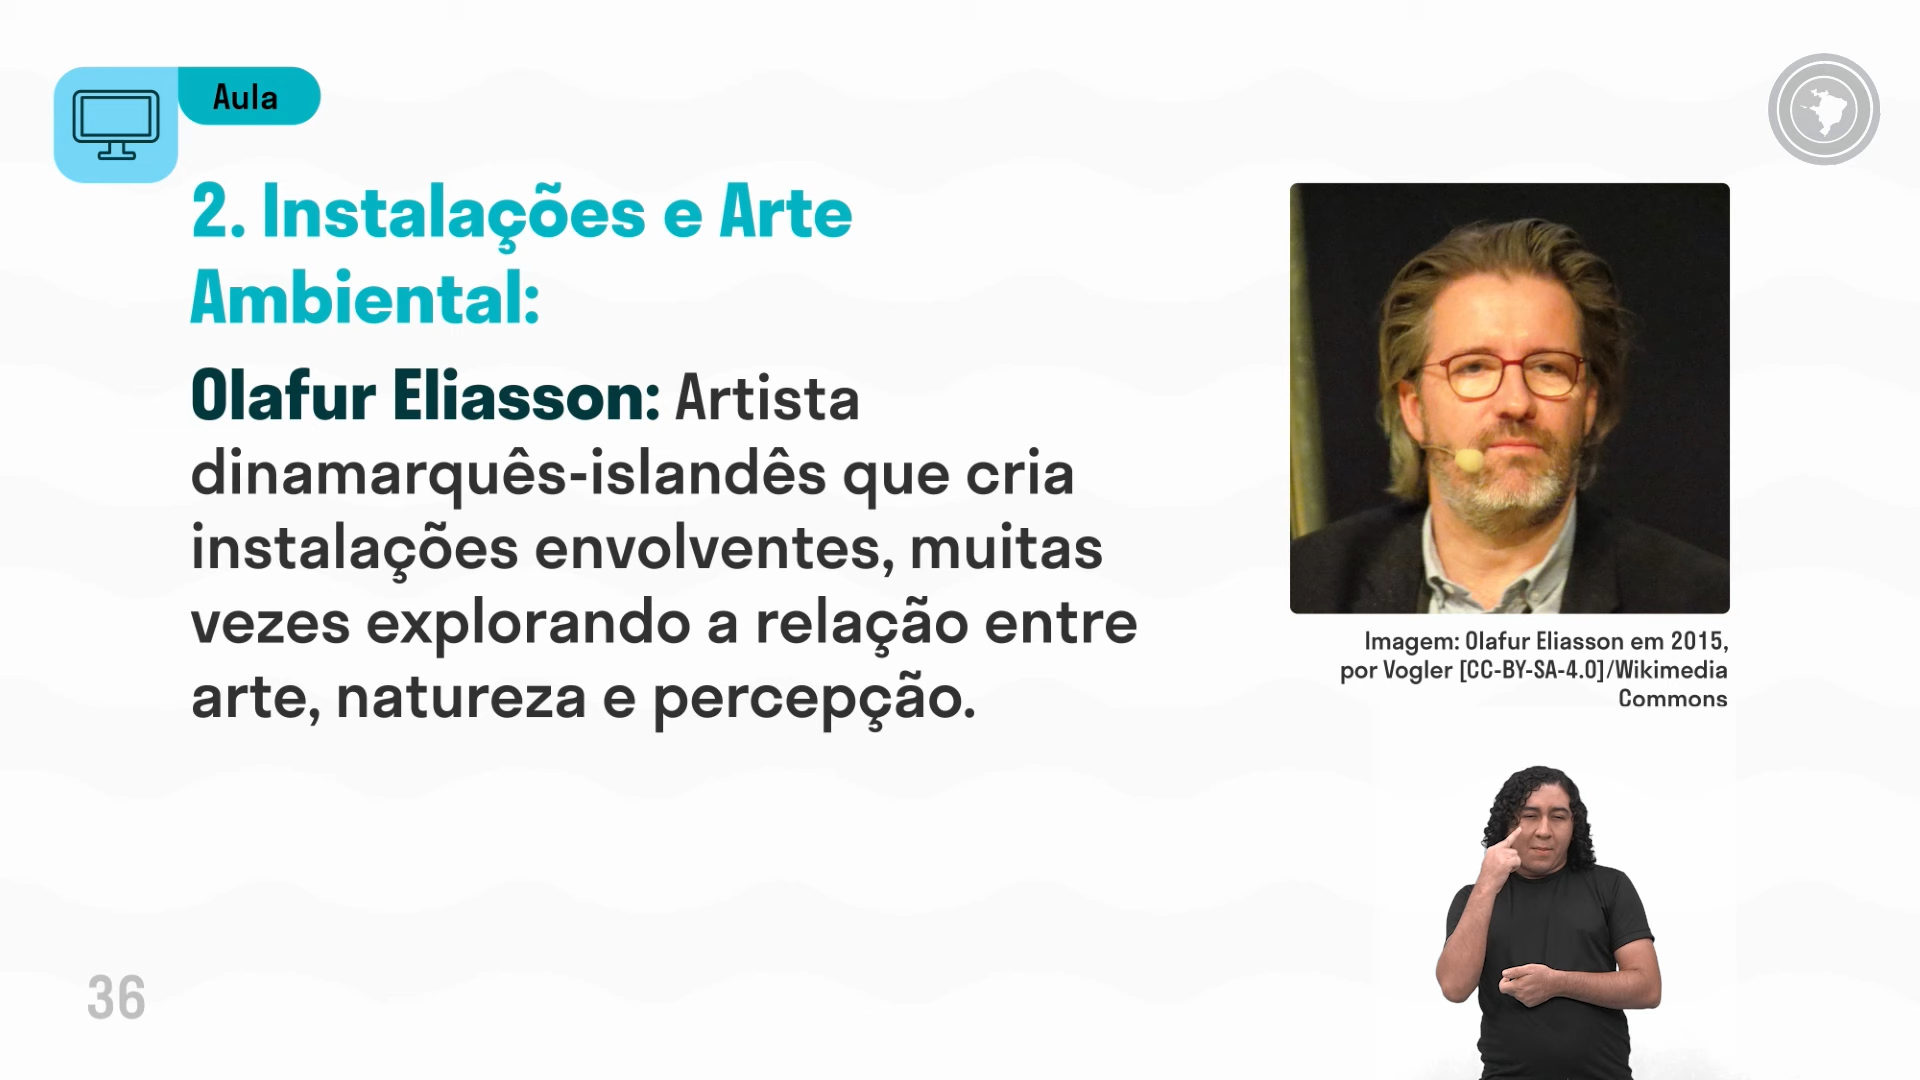 Aula
2. Instalações e Arte
Ambiental:
Olafur Eliasson: Artista
dinamarquês-islandês que cria
instalações envolventes, muitas
vezes explorando a relação entre
arte, natureza e percepção.
Imagem: Olafur Eliasson em 2015,
por Vogler [CC-BY-SA-4.0]/Wikimedia
Commons
36